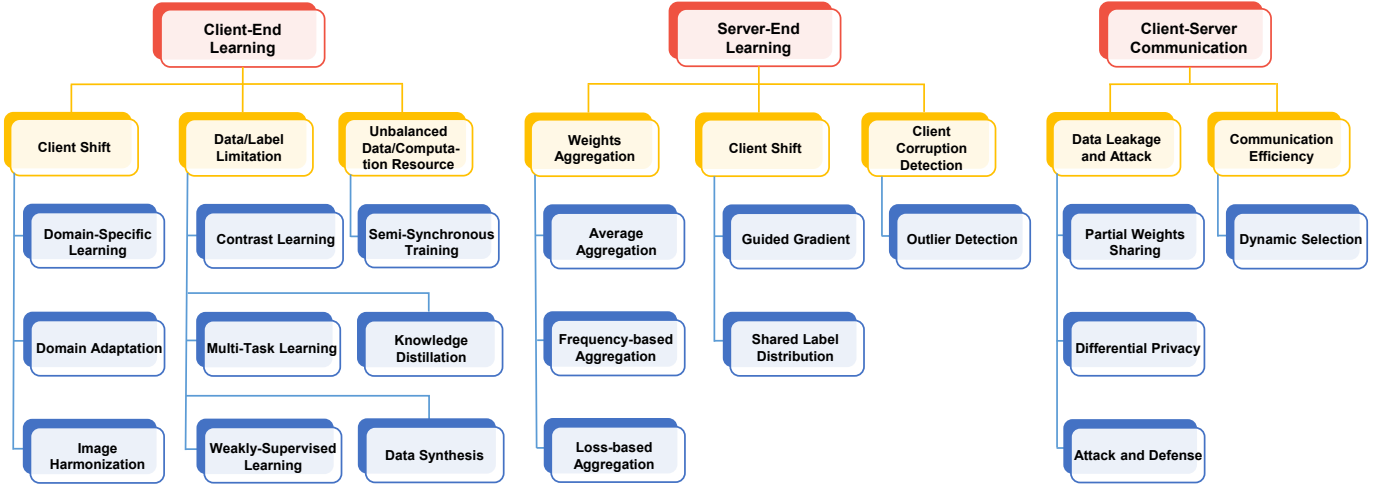 Client-End
Learning
Server-End
Learning
Client-Server
Communication
Client Shift
Data/Label
Limitation
Unbalanced
Data/Computa-
tion Resource
Weights
Aggregation
Client Shift
Client
Corruption
Detection
Data Leakage
and Attack
Communication
Efficiency
Domain-Specific
Learning
Contrast Learning
Semi-Synchronous
Training
Average
Aggregation
Guided Gradient
Outlier Detection
Partial Weights
Sharing
Dynamic Selection
Domain Adaptation
Multi-Task Learning
Knowledge
Distillation
Frequency-based
Aggregation
Shared Label
Distribution
Differential Privacy
Image
Harmonization
Weakly-Supervised
Learning
Data Synthesis
Loss-based
Aggregation
Attack and Defense